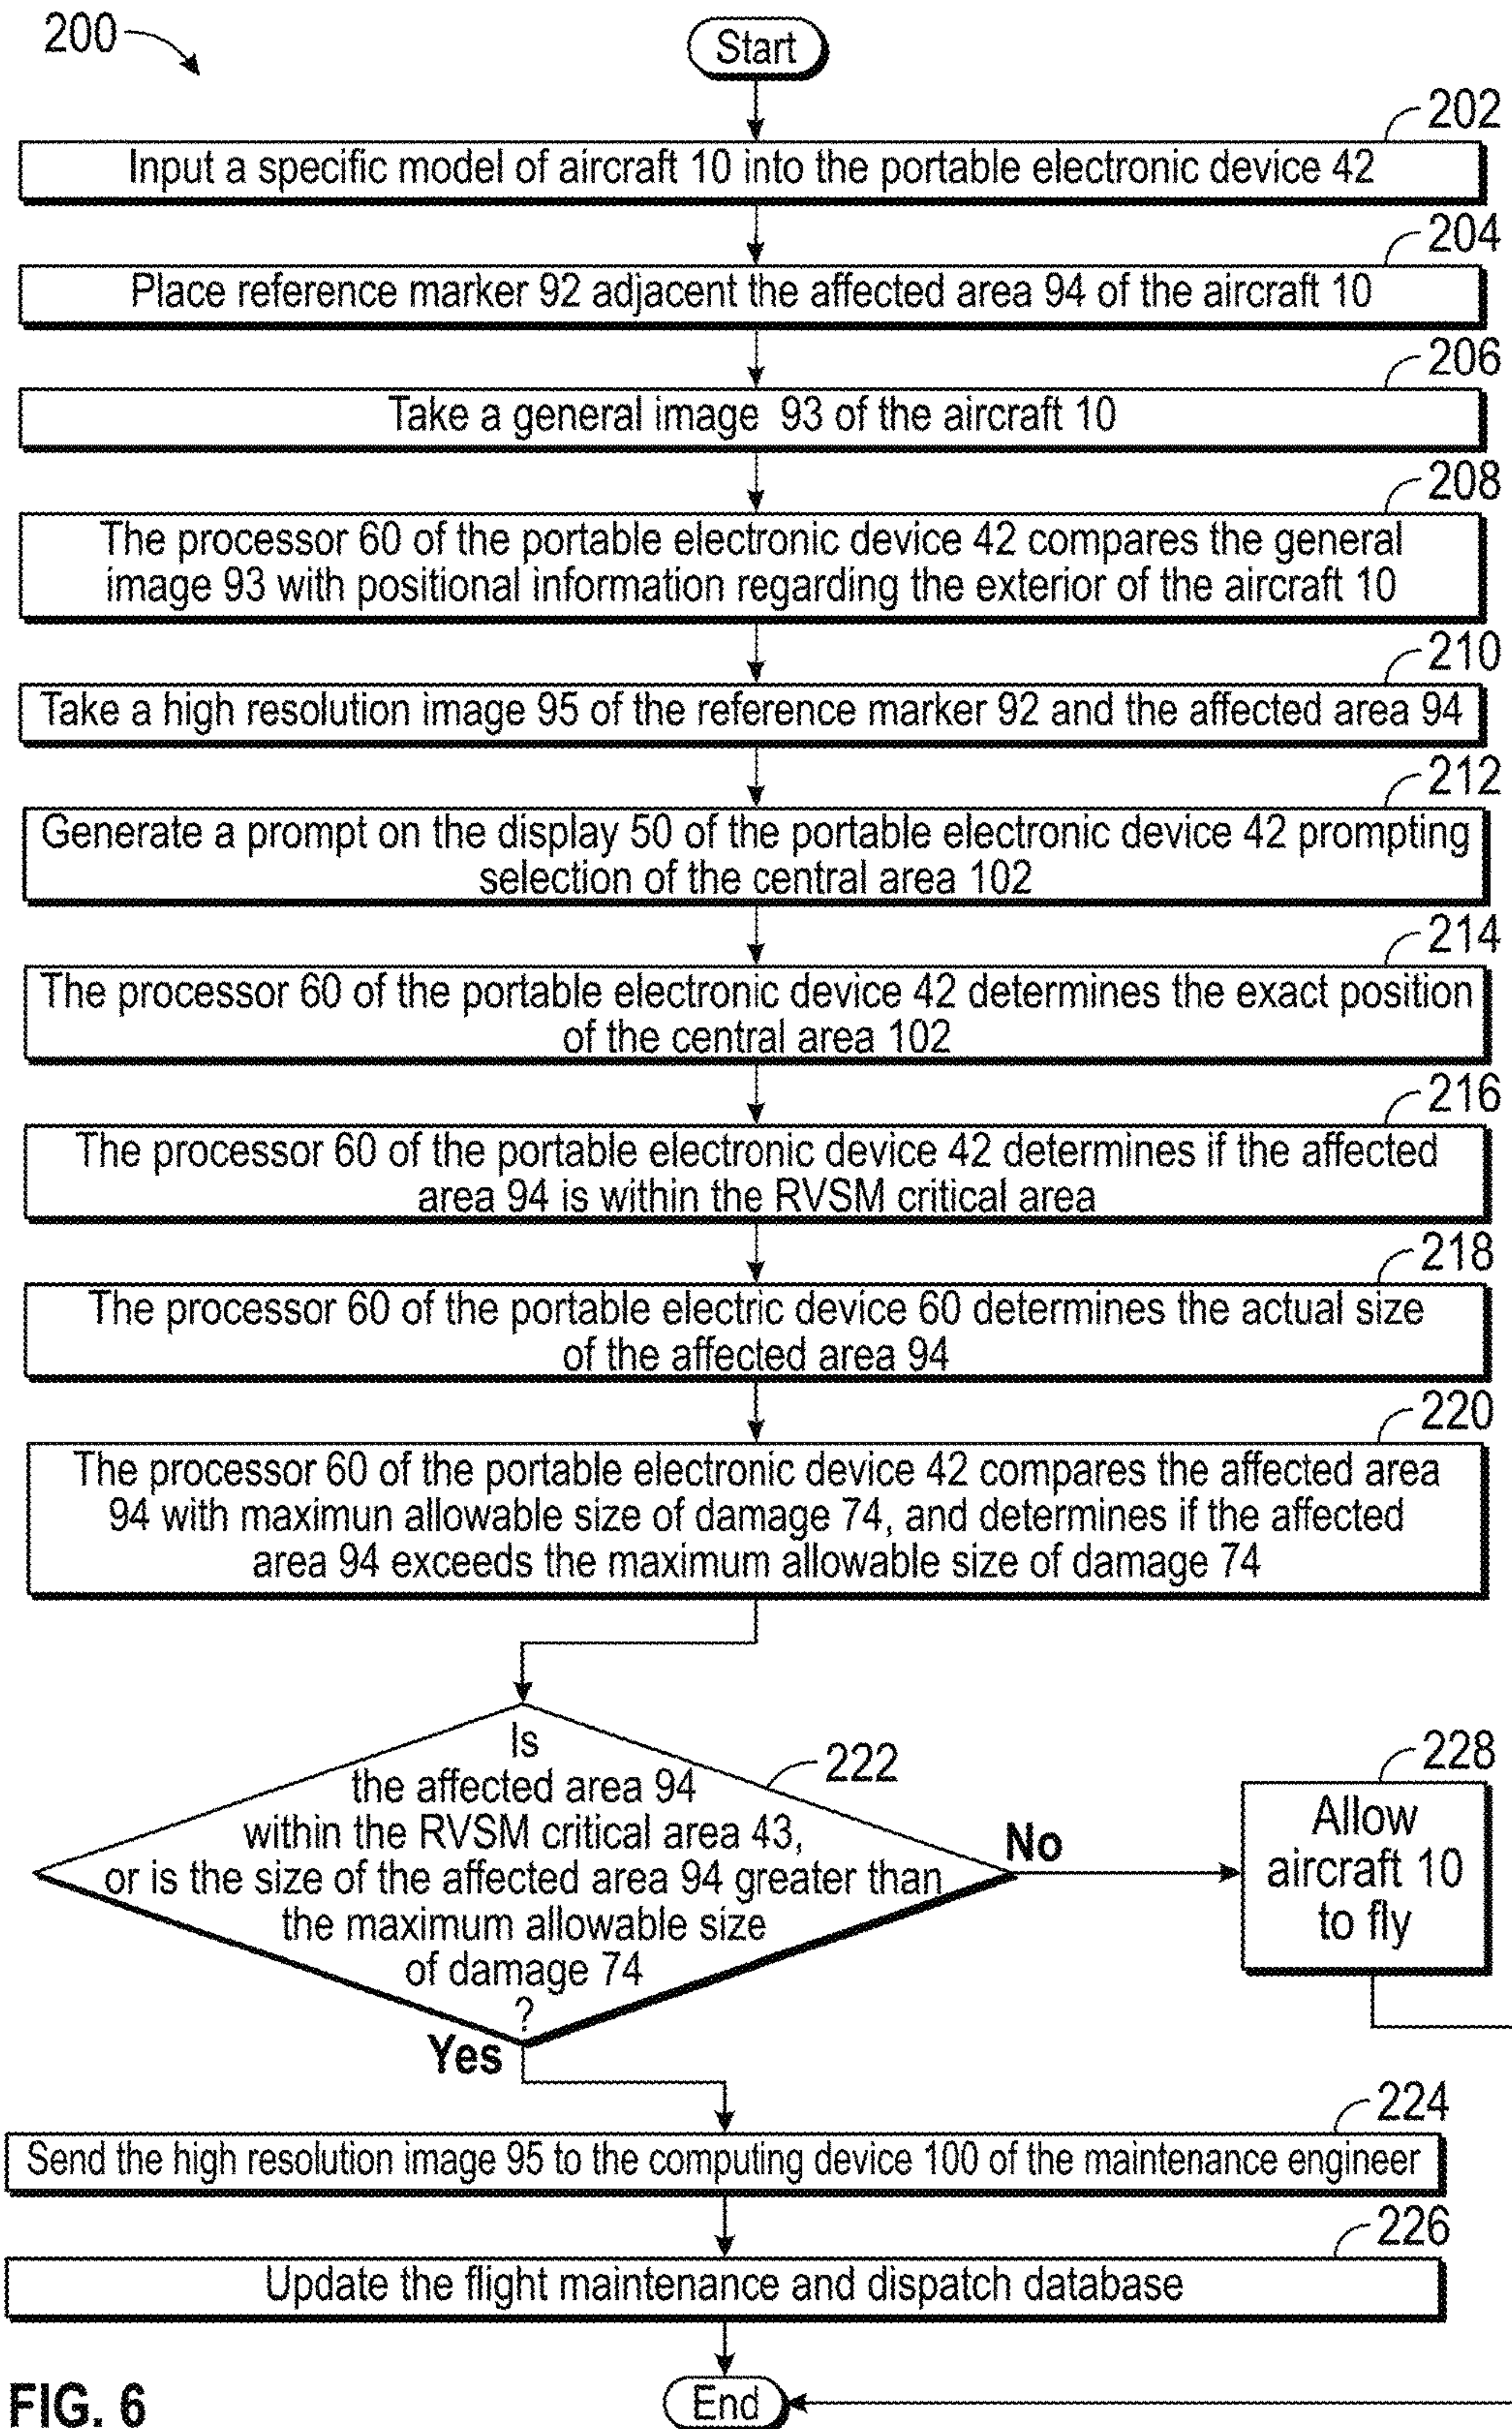 200
Start
202
Input a specific model of aircraft 10 into the portable electronic device 42
204
Place reference marker 92 adjacent the affected area 94 of the aircraft 10
206
Take a general image 93 of the aircraft 10
208
The processor 60 of the portable electronic device 42 compares the general
image 93 with positional information regarding the exterior of the aircraft 10
210
Take a high resolution image 95 of the reference marker 92 and the affected area 94
212
Generate a prompt on the display 50 of the portable electronic device 42 prompting
selection of the central area 102
214
The processor 60 of the portable electronic device 42 determines the exact position
of the central area 102
216
The processor 60 of the portable electronic device 42 determines if the affected
area 94 is within the RVSM critical area
218
The processor 60 of the portable electric device 60 determines the actual size
of the affected area 94
220
The processor 60 of the portable electronic device 42 compares the affected area
94 with maximun allowable size of damage 74, and determines if the affected
area 94 exceeds the maximum allowable size of damage 74
222
Is
the affected area 94
within the RVSM critical area 43,
or is the size of the affected area 94 greater than
the maximum allowable size
of damage 74
?
No
228
Allow
aircraft 10
to fly
Yes
224
Send the high resolution image 95 to the computing device 100 of the maintenance engineer
226
Update the flight maintenance and dispatch database
End
FIG. 6